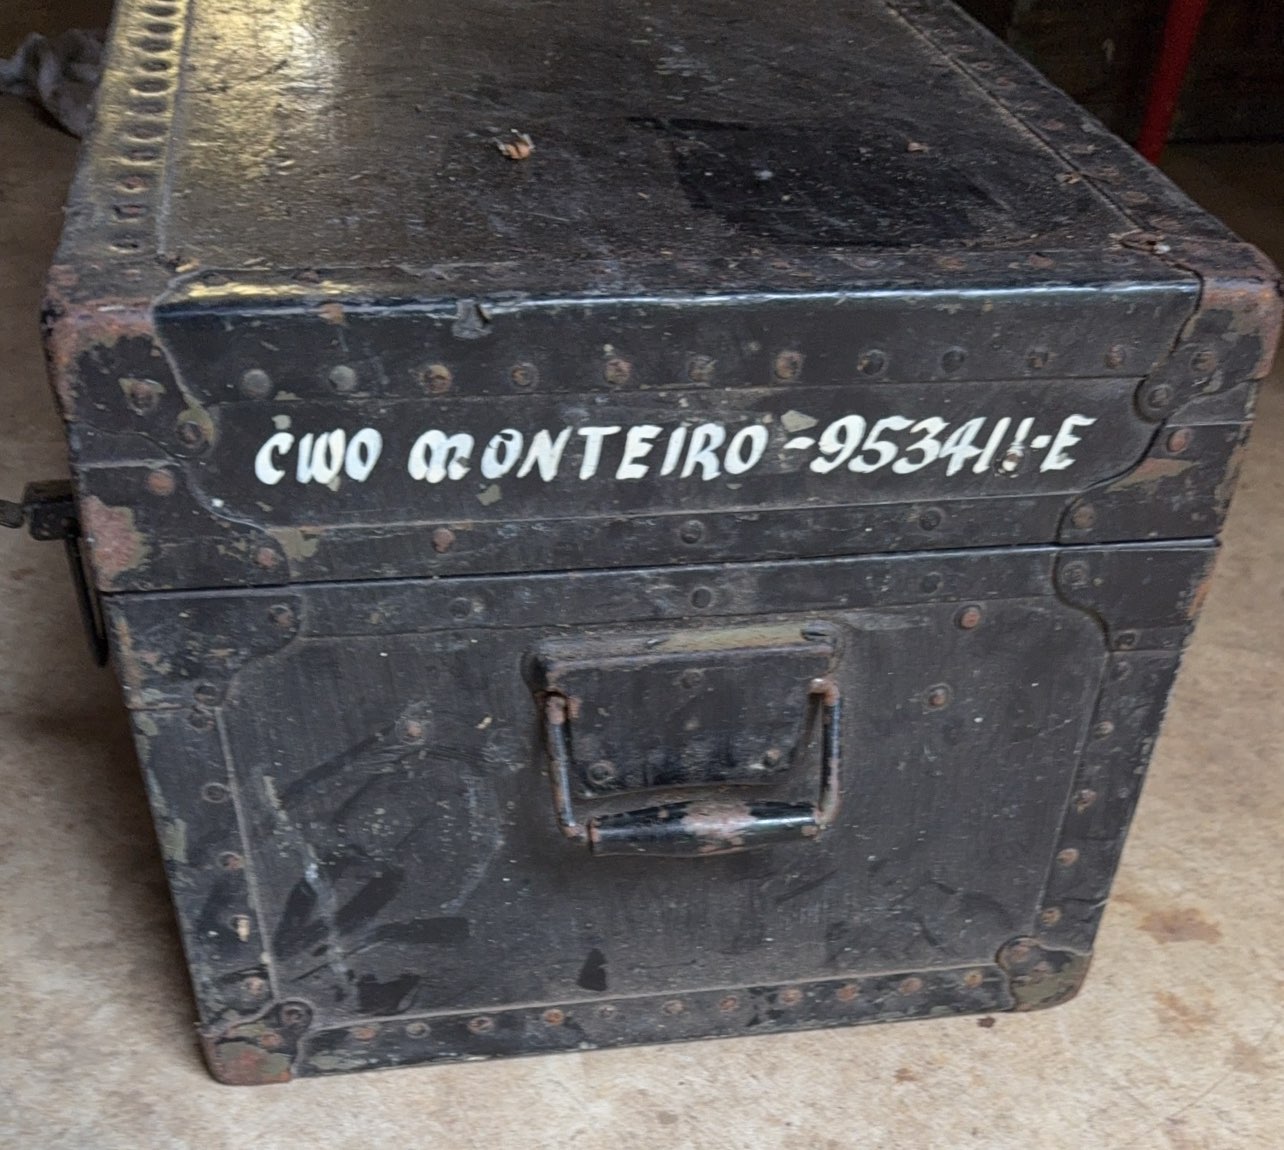 CWO MONTEIRO - 953411-E